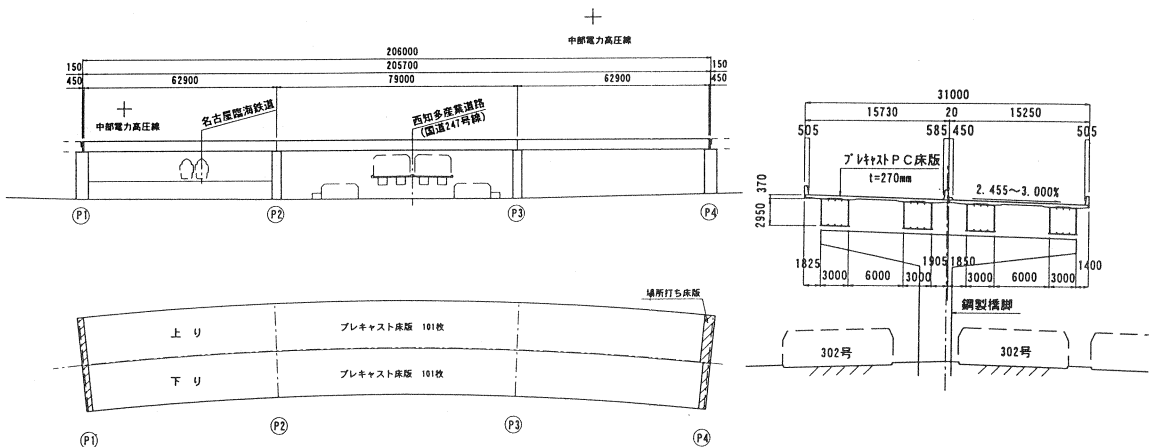 中部電力高圧線
206000
150 205700 150
450 62900 79000 62900 450
中部電力高圧線
名古屋臨海鉄道
西知多産業道路
(国道247号線)
P1 P2 P3 P4
場所打ち床版
上り プレキャスト床版 101枚
下り プレキャスト床版 101枚
P1 P2 P3 P4
31000
15730 20 15250
505 585 450 505
プレキャストPC床版
t=270mm
370
2.455~3.000%
2950
1825 1905 1850 1400
3000 6000 3000 3000 6000 3000
鋼製橋脚
302号 302号